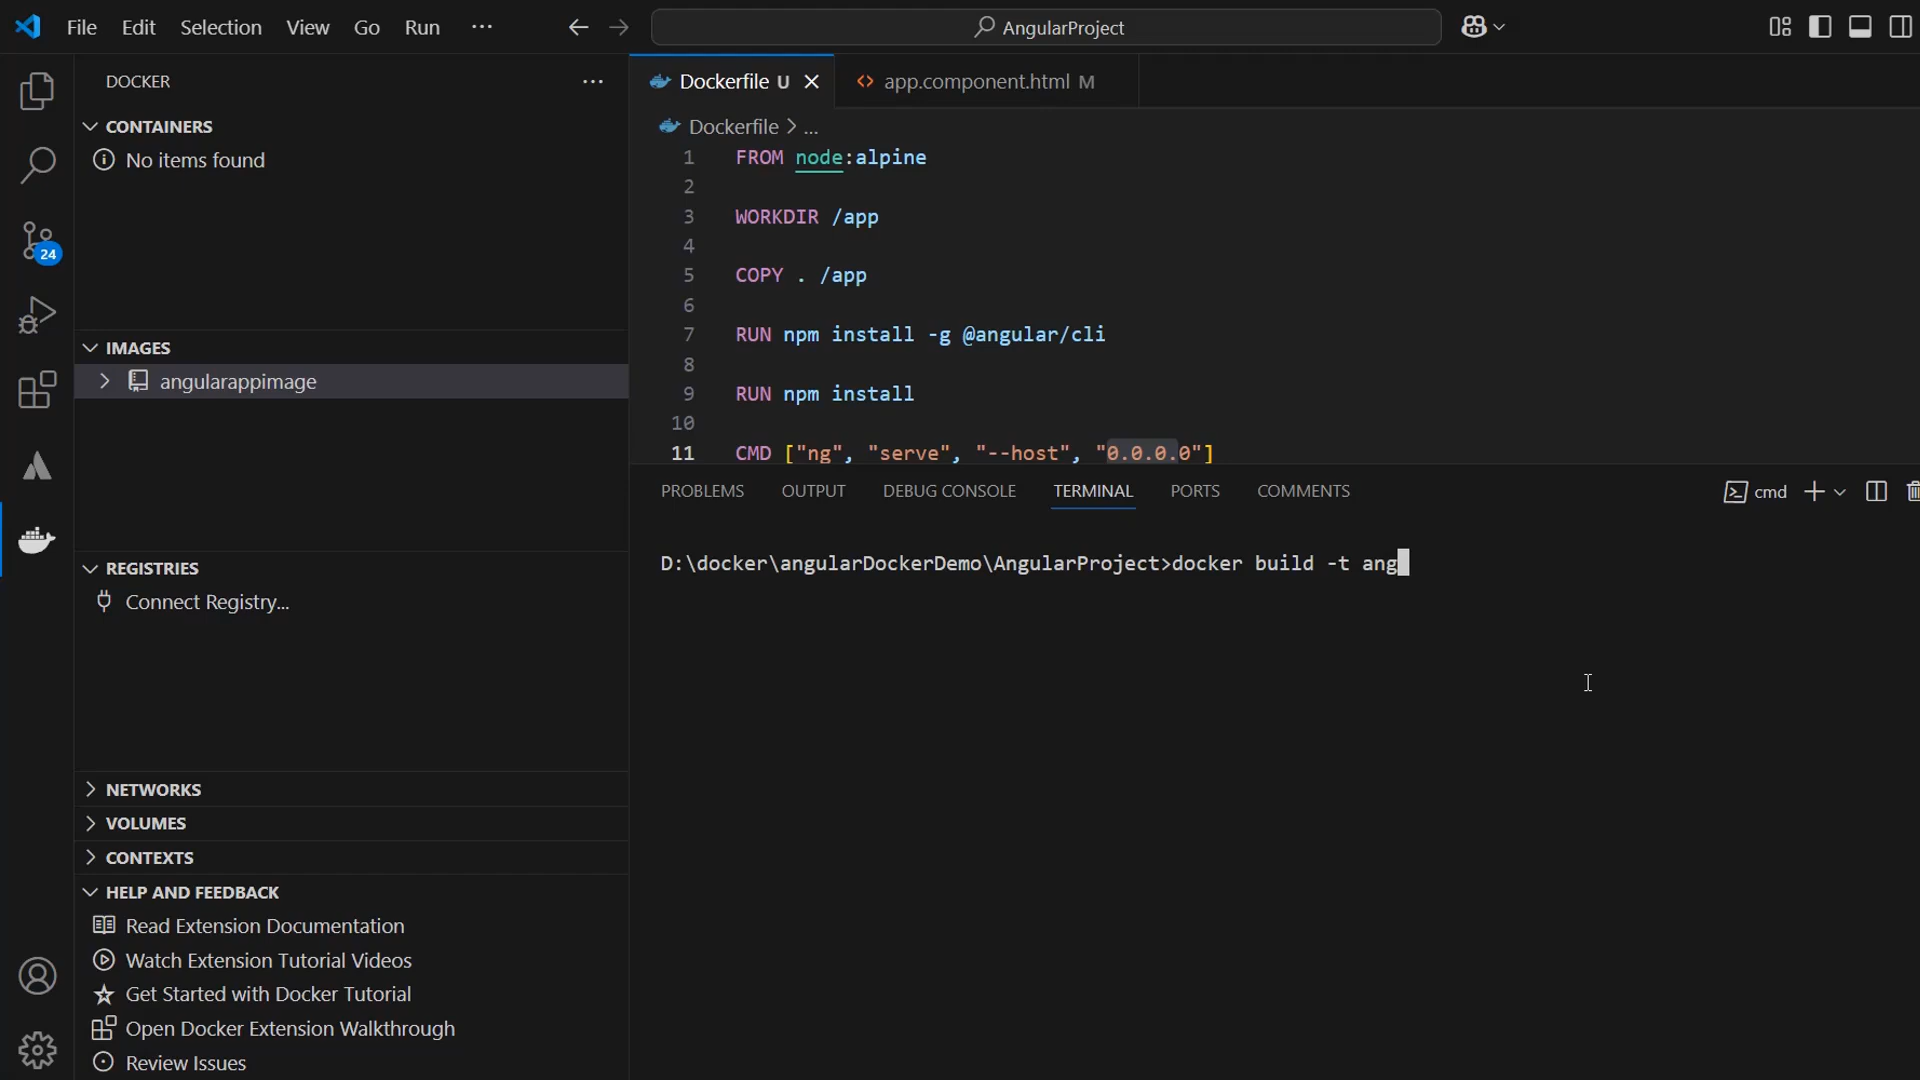 File Edit Selection View Go Run ...
AngularProject
DOCKER ...
CONTAINERS
No items found
24
IMAGES
angularappimage
REGISTRIES
Connect Registry...
NETWORKS
VOLUMES
CONTEXTS
HELP AND FEEDBACK
Read Extension Documentation
Watch Extension Tutorial Videos
Get Started with Docker Tutorial
Open Docker Extension Walkthrough
Review Issues
Dockerfile U app.component.html M
Dockerfile > ...
1 FROM node:alpine
2
3 WORKDIR /app
4
5 COPY . /app
6
7 RUN npm install -g @angular/cli
8
9 RUN npm install
10
11 CMD ["ng", "serve", "--host", "0.0.0.0"]
PROBLEMS OUTPUT DEBUG CONSOLE TERMINAL PORTS COMMENTS
cmd
D:\docker\angularDockerDemo\AngularProject>docker build -t ang